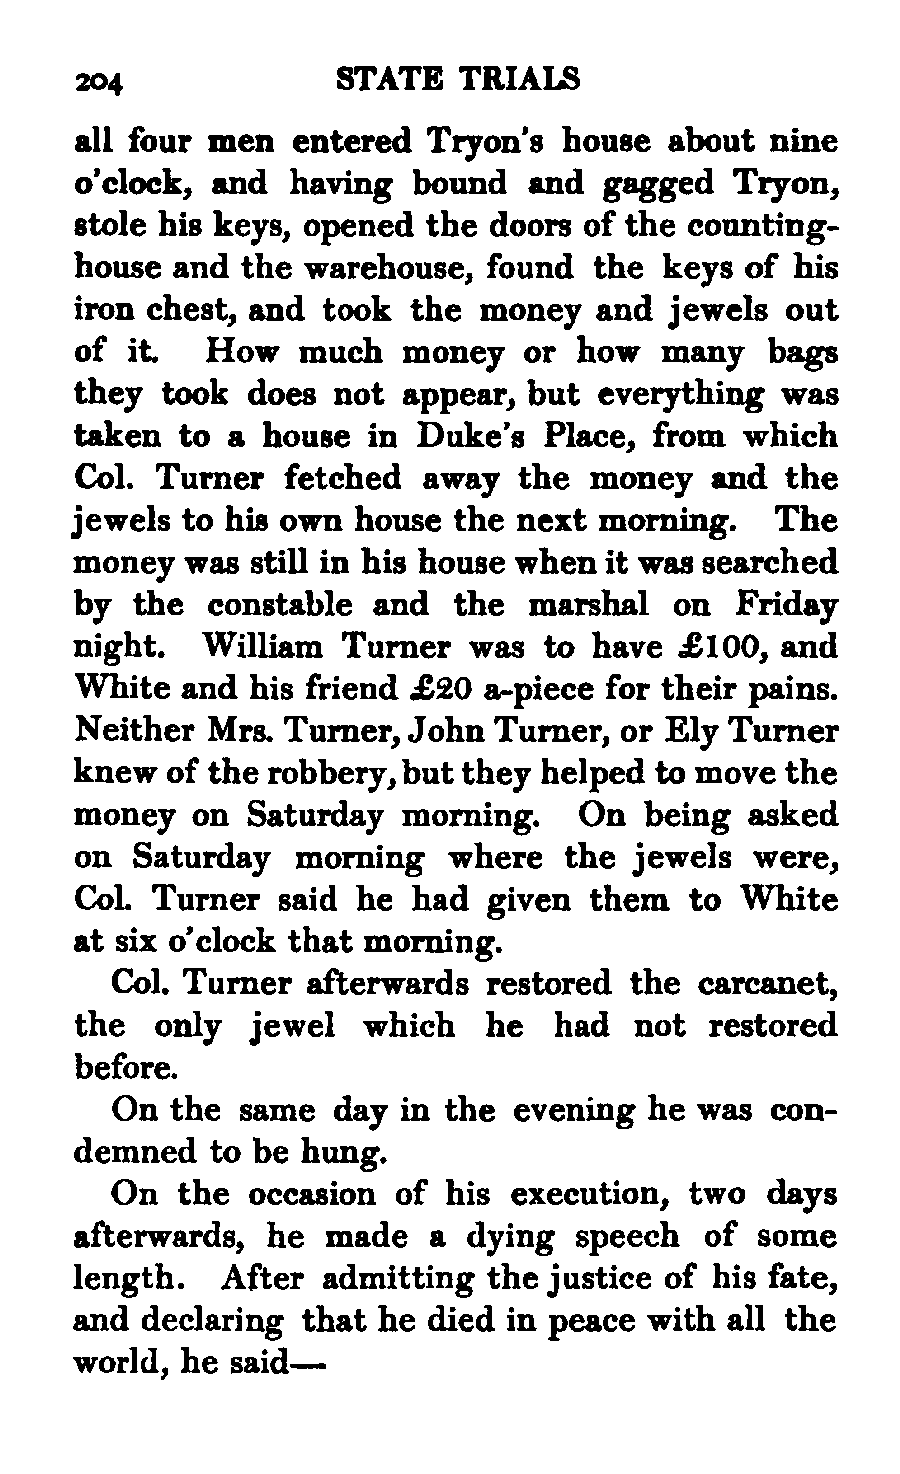 204 STATE TRIALS
all four men entered Tryon's house about nine
o'clock, and having bound and gagged Tryon,
stole his keys, opened the doors of the counting-
house and the warehouse, found the keys of his
iron chest, and took the money and jewels out
of it. How much money or how many bags
they took does not appear, but everything was
taken to a house in Duke's Place, from which
Col. Turner fetched away the money and the
jewels to his own house the next morning. The
money was still in his house when it was searched
by the constable and the marshal on Friday
night. William Turner was to have £100, and
White and his friend £20 a-piece for their pains.
Neither Mrs. Turner, John Turner, or Ely Turner
knew of the robbery, but they helped to move the
money on Saturday morning. On being asked
on Saturday morning where the jewels were,
Col. Turner said he had given them to White
at six o'clock that morning.
Col. Turner afterwards restored the carcanet,
the only jewel which he had not restored
before.
On the same day in the evening he was con-
demned to be hung.
On the occasion of his execution, two days
afterwards, he made a dying speech of some
length. After admitting the justice of his fate,
and declaring that he died in peace with all the
world, he said—